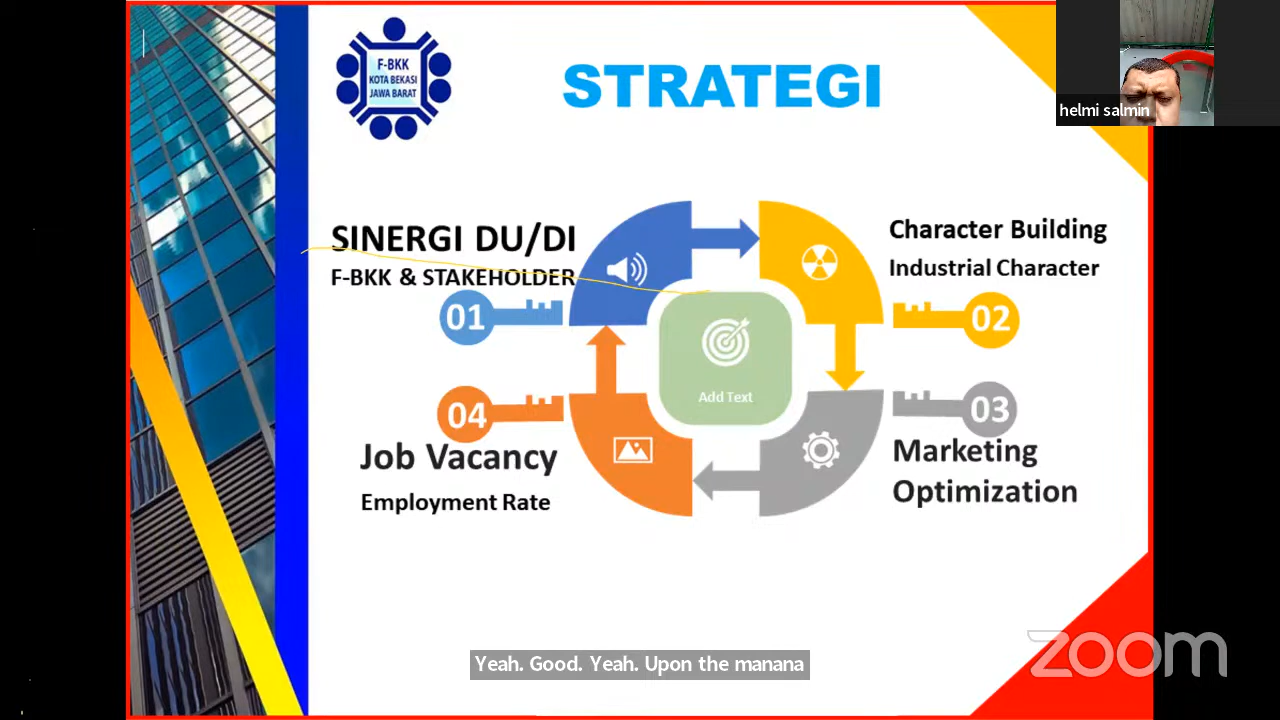 F-BKK
KOTA BEKASI
JAWA BARAT
STRATEGI
helmi salmin
SINERGI DU/DI
F-BKK & STAKEHOLDER
01
Character Building
Industrial Character
02
Add Text
04
Job Vacancy
Employment Rate
03
Marketing
Optimization
Yeah. Good. Yeah. Upon the manana
zoom